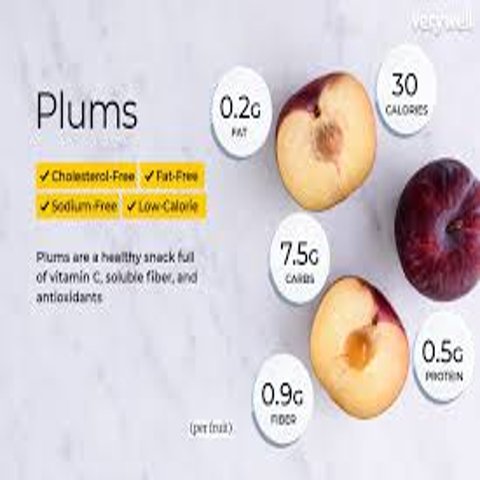 verywell
Plums
✓ Cholesterol-Free ✓ Fat-Free
✓ Sodium-Free ✓ Low-Calorie
Plums are a healthy snack full
of vitamin C, soluble fiber, and
antioxidants
0.2G
FAT
30
CALORIES
7.5G
CARBS
0.5G
PROTEIN
0.9G
FIBER
(per fruit)